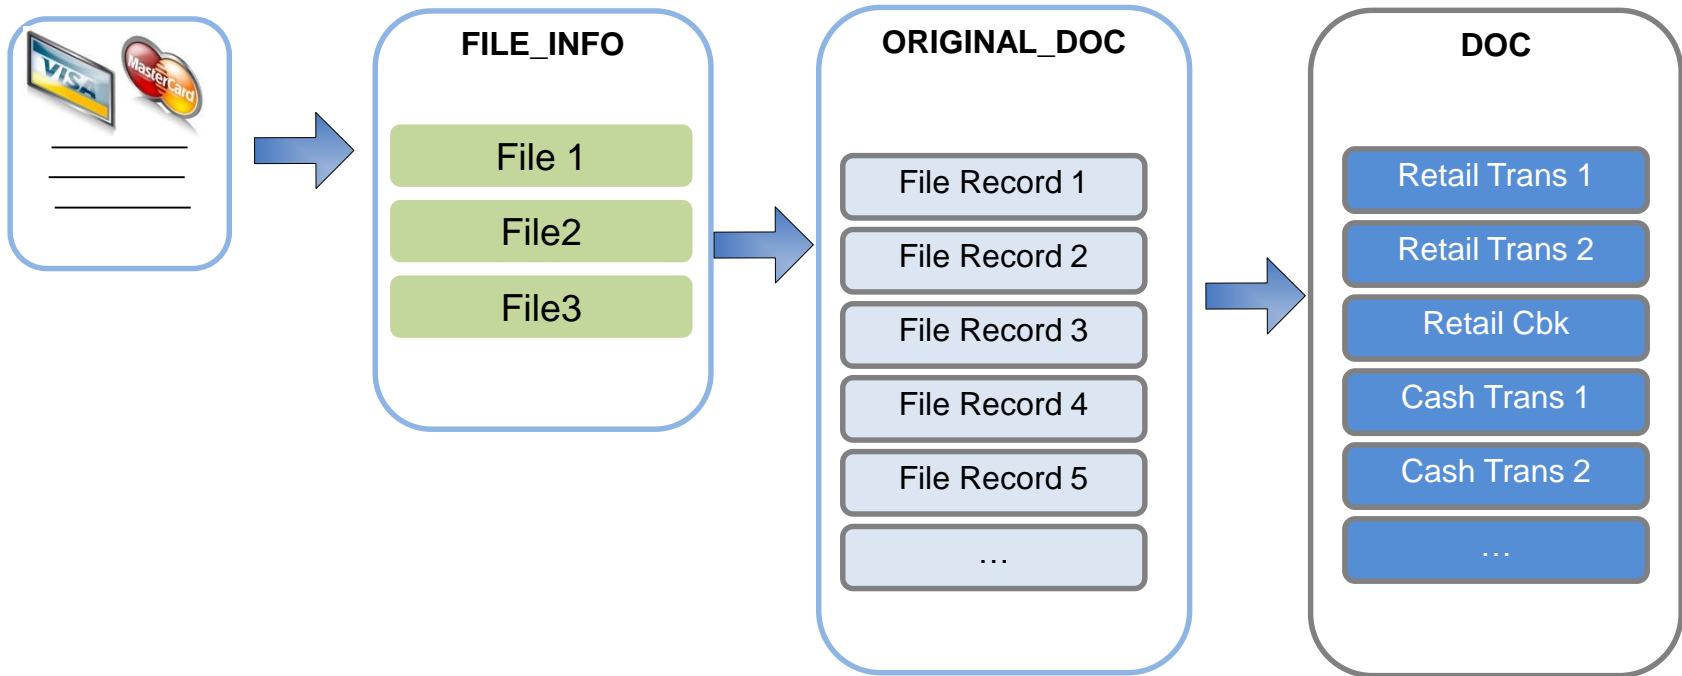 VISA
MasterCard
FILE_INFO
File 1
File2
File3
ORIGINAL_DOC
File Record 1
File Record 2
File Record 3
File Record 4
File Record 5
...
DOC
Retail Trans 1
Retail Trans 2
Retail Cbk
Cash Trans 1
Cash Trans 2
...